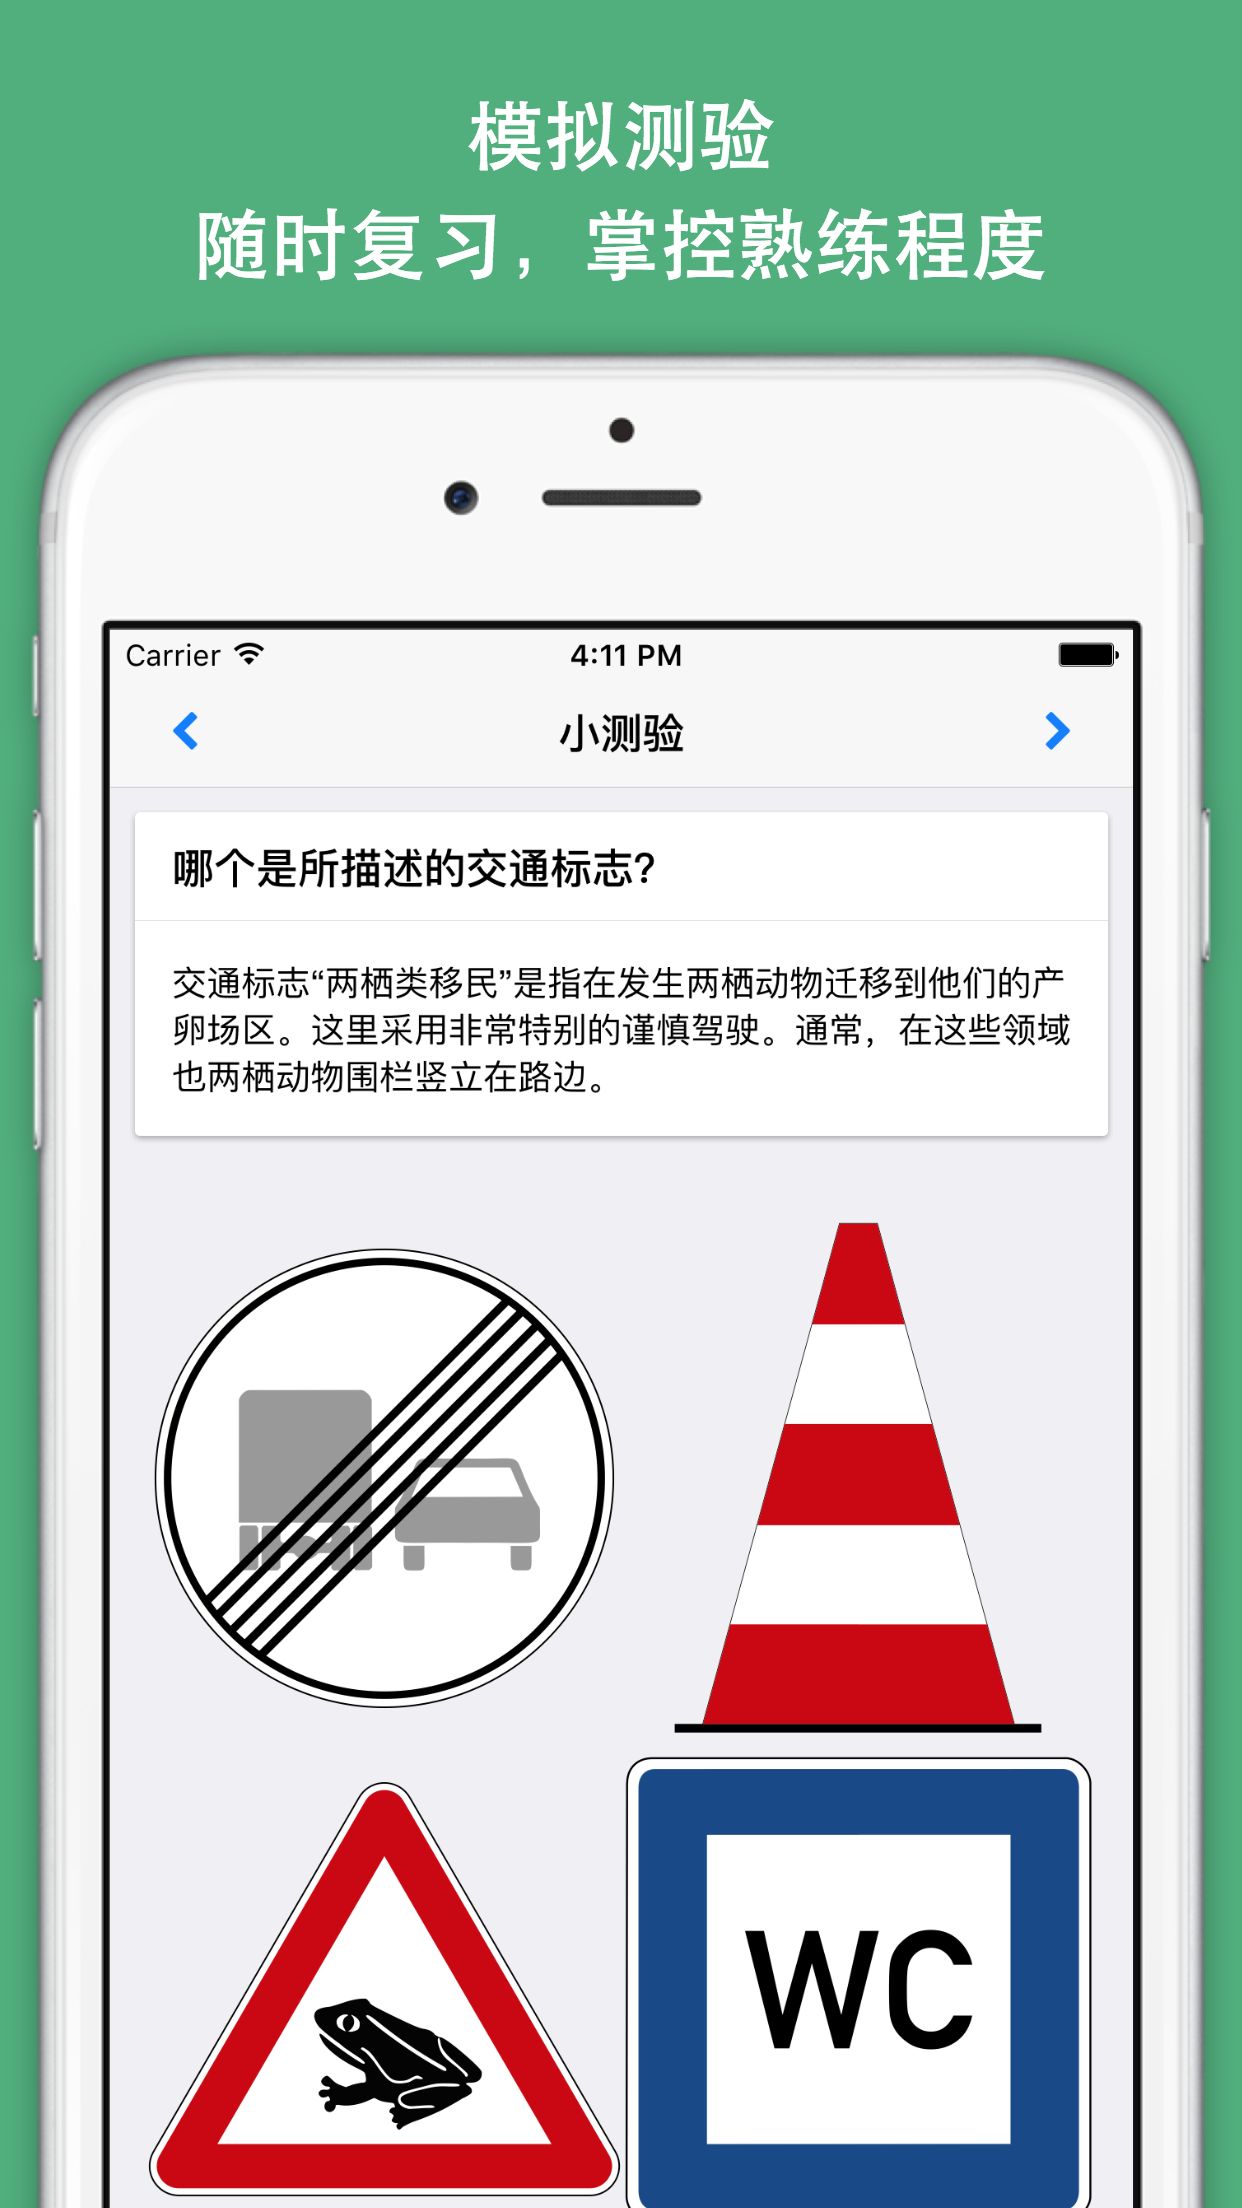 模拟测验
随时复习，掌控熟练程度
Carrier 4:11 PM
小测验
哪个是所描述的交通标志?
交通标志“两栖类移民”是指在发生两栖动物迁移到他们的产
卵场区。这里采用非常特别的谨慎驾驶。通常，在这些领域
也两栖动物围栏竖立在路边。
WC